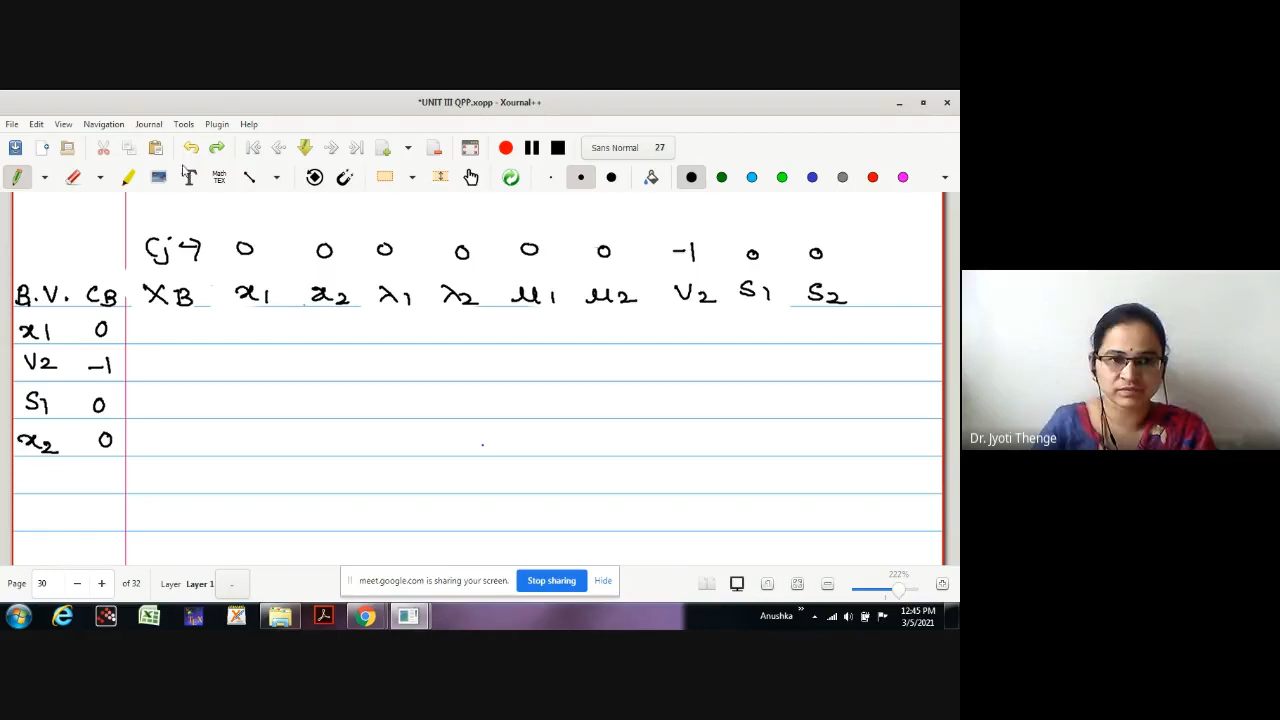 *UNIT III QPP.xopp - Xournal++
File Edit View Navigation Journal Tools Plugin Help
Sans Normal 27
Cj→ 0 0 0 0 0 0 -1 0 0
B.V. CB XB x1 x2 λ1 λ2 μ1 μ2 V2 S1 S2
x1 0
V2 -1
S1 0
x2 0
Dr. Jyoti Thenge
Page 30 of 32 Layer Layer 1
meet.google.com is sharing your screen. Stop sharing Hide
222%
Anushka
12:45 PM
3/5/2021